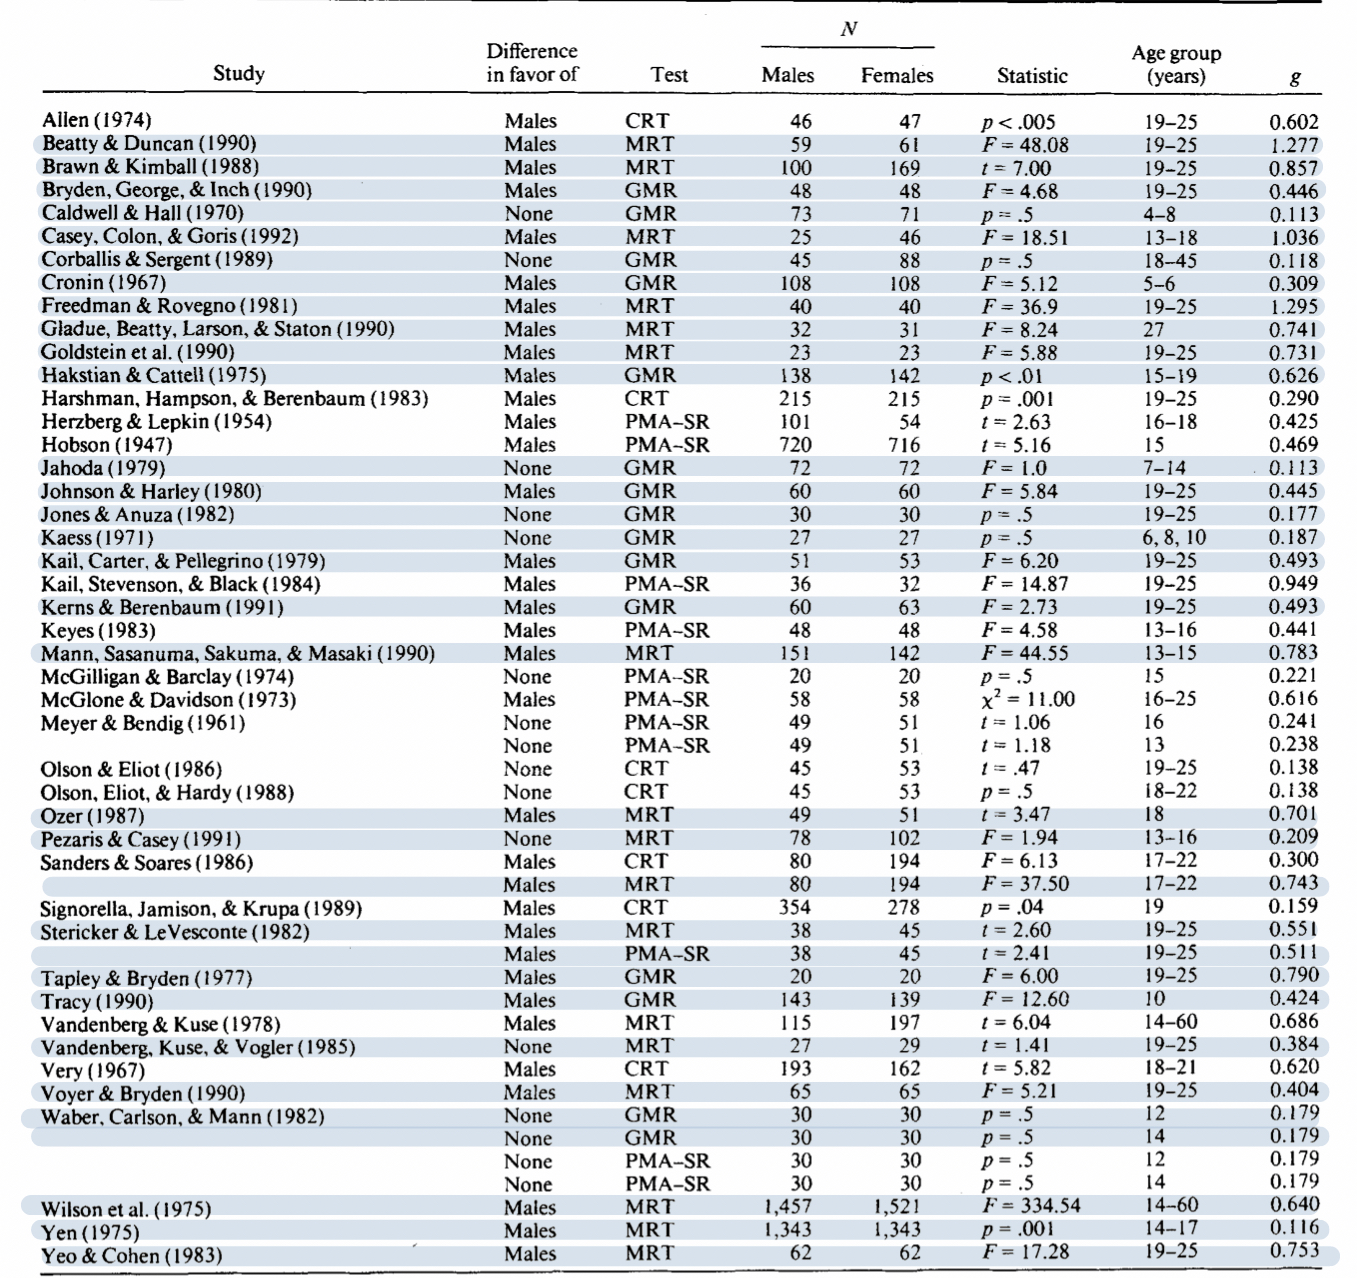 N
Difference Age group
Study in favor of Test Males Females Statistic (years) g
Allen (1974) Males CRT 46 47 p < .005 19–25 0.602
Beatty & Duncan (1990) Males MRT 59 61 F = 48.08 19–25 1.277
Brawn & Kimball (1988) Males MRT 100 169 t = 7.00 19–25 0.857
Bryden, George, & Inch (1990) Males GMR 48 48 F = 4.68 19–25 0.446
Caldwell & Hall (1970) None GMR 73 71 p = .5 4–8 0.113
Casey, Colon, & Goris (1992) Males MRT 25 46 F = 18.51 13–18 1.036
Corballis & Sergent (1989) None GMR 45 88 p = .5 18–45 0.118
Cronin (1967) Males GMR 108 108 F = 5.12 5–6 0.309
Freedman & Rovegno (1981) Males MRT 40 40 F = 36.9 19–25 1.295
Gladue, Beatty, Larson, & Staton (1990) Males MRT 32 31 F = 8.24 27 0.741
Goldstein et al. (1990) Males MRT 23 23 F = 5.88 19–25 0.731
Hakstian & Cattell (1975) Males GMR 138 142 p < .01 15–19 0.626
Harshman, Hampson, & Berenbaum (1983) Males CRT 215 215 p = .001 19–25 0.290
Herzberg & Lepkin (1954) Males PMA–SR 101 54 t = 2.63 16–18 0.425
Hobson (1947) Males PMA–SR 720 716 t = 5.16 15 0.469
Jahoda (1979) None GMR 72 72 F = 1.0 7–14 0.113
Johnson & Harley (1980) Males GMR 60 60 F = 5.84 19–25 0.445
Jones & Anuza (1982) None GMR 30 30 p = .5 19–25 0.177
Kaess (1971) None GMR 27 27 p = .5 6, 8, 10 0.187
Kail, Carter, & Pellegrino (1979) Males GMR 51 53 F = 6.20 19–25 0.493
Kail, Stevenson, & Black (1984) Males PMA–SR 36 32 F = 14.87 19–25 0.949
Kerns & Berenbaum (1991) Males GMR 60 63 F = 2.73 19–25 0.493
Keyes (1983) Males PMA–SR 48 48 F = 4.58 13–16 0.441
Mann, Sasanuma, Sakuma, & Masaki (1990) Males MRT 151 142 F = 44.55 13–15 0.783
McGilligan & Barclay (1974) None PMA–SR 20 20 p = .5 15 0.221
McGlone & Davidson (1973) Males PMA–SR 58 58 χ² = 11.00 16–25 0.616
Meyer & Bendig (1961) None PMA–SR 49 51 t = 1.06 16 0.241
None PMA–SR 49 51 t = 1.18 13 0.238
Olson & Eliot (1986) None CRT 45 53 t = .47 19–25 0.138
Olson, Eliot, & Hardy (1988) None CRT 45 53 p = .5 18–22 0.138
Ozer (1987) Males MRT 49 51 t = 3.47 18 0.701
Pezaris & Casey (1991) None MRT 78 102 F = 1.94 13–16 0.209
Sanders & Soares (1986) Males CRT 80 194 F = 6.13 17–22 0.300
Males MRT 80 194 F = 37.50 17–22 0.743
Signorella, Jamison, & Krupa (1989) Males CRT 354 278 p = .04 19 0.159
Stericker & LeVesconte (1982) Males MRT 38 45 t = 2.60 19–25 0.551
Males PMA–SR 38 45 t = 2.41 19–25 0.511
Tapley & Bryden (1977) Males GMR 20 20 F = 6.00 19–25 0.790
Tracy (1990) Males GMR 143 139 F = 12.60 10 0.424
Vandenberg & Kuse (1978) Males MRT 115 197 t = 6.04 14–60 0.686
Vandenberg, Kuse, & Vogler (1985) None MRT 27 29 t = 1.41 19–25 0.384
Very (1967) Males CRT 193 162 t = 5.82 18–21 0.620
Voyer & Bryden (1990) Males MRT 65 65 F = 5.21 19–25 0.404
Waber, Carlson, & Mann (1982) None GMR 30 30 p = .5 12 0.179
None GMR 30 30 p = .5 14 0.179
None PMA–SR 30 30 p = .5 12 0.179
None PMA–SR 30 30 p = .5 14 0.179
Wilson et al. (1975) Males MRT 1,457 1,521 F = 334.54 14–60 0.640
Yen (1975) Males MRT 1,343 1,343 p = .001 14–17 0.116
Yeo & Cohen (1983) Males MRT 62 62 F = 17.28 19–25 0.753